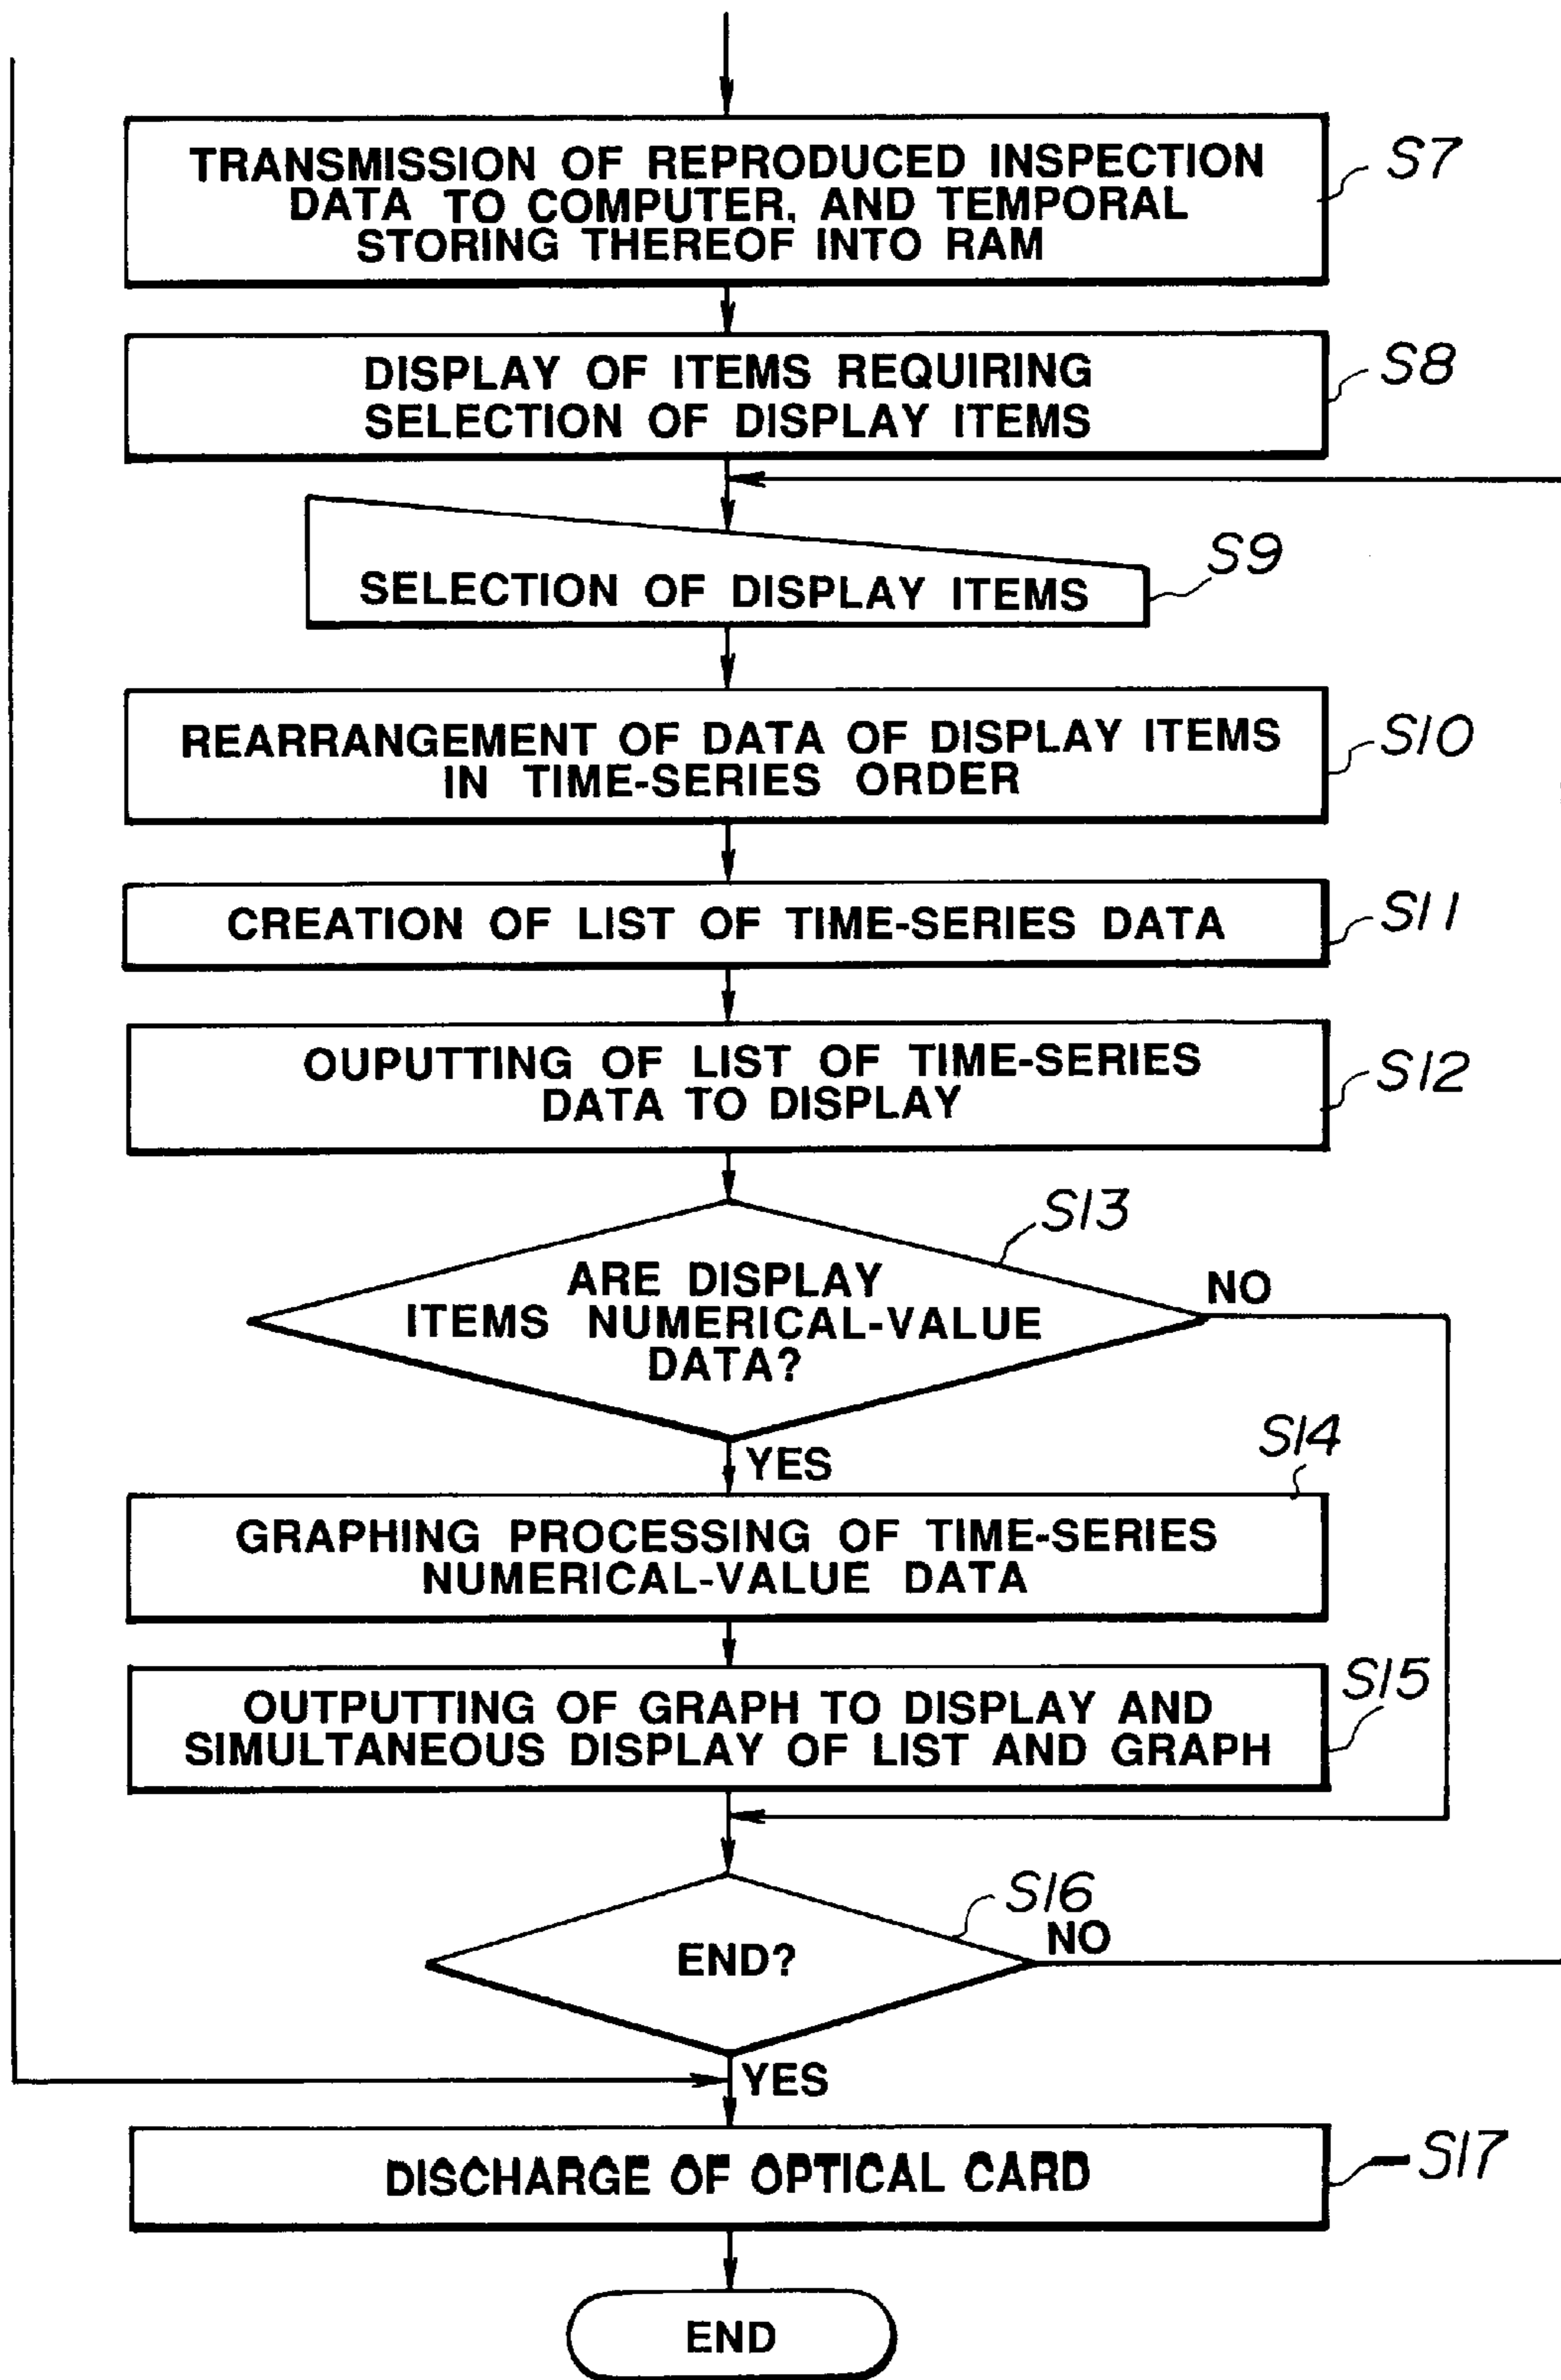 TRANSMISSION OF REPRODUCED INSPECTION
DATA TO COMPUTER, AND TEMPORAL
STORING THEREOF INTO RAM
S7
DISPLAY OF ITEMS REQUIRING
SELECTION OF DISPLAY ITEMS
S8
SELECTION OF DISPLAY ITEMS
S9
REARRANGEMENT OF DATA OF DISPLAY ITEMS
IN TIME-SERIES ORDER
S10
CREATION OF LIST OF TIME-SERIES DATA
S11
OUPUTTING OF LIST OF TIME-SERIES
DATA TO DISPLAY
S12
S13
ARE DISPLAY
ITEMS NUMERICAL-VALUE
DATA?
NO
YES
S14
GRAPHING PROCESSING OF TIME-SERIES
NUMERICAL-VALUE DATA
S15
OUTPUTTING OF GRAPH TO DISPLAY AND
SIMULTANEOUS DISPLAY OF LIST AND GRAPH
S16
END?
NO
YES
DISCHARGE OF OPTICAL CARD
S17
END